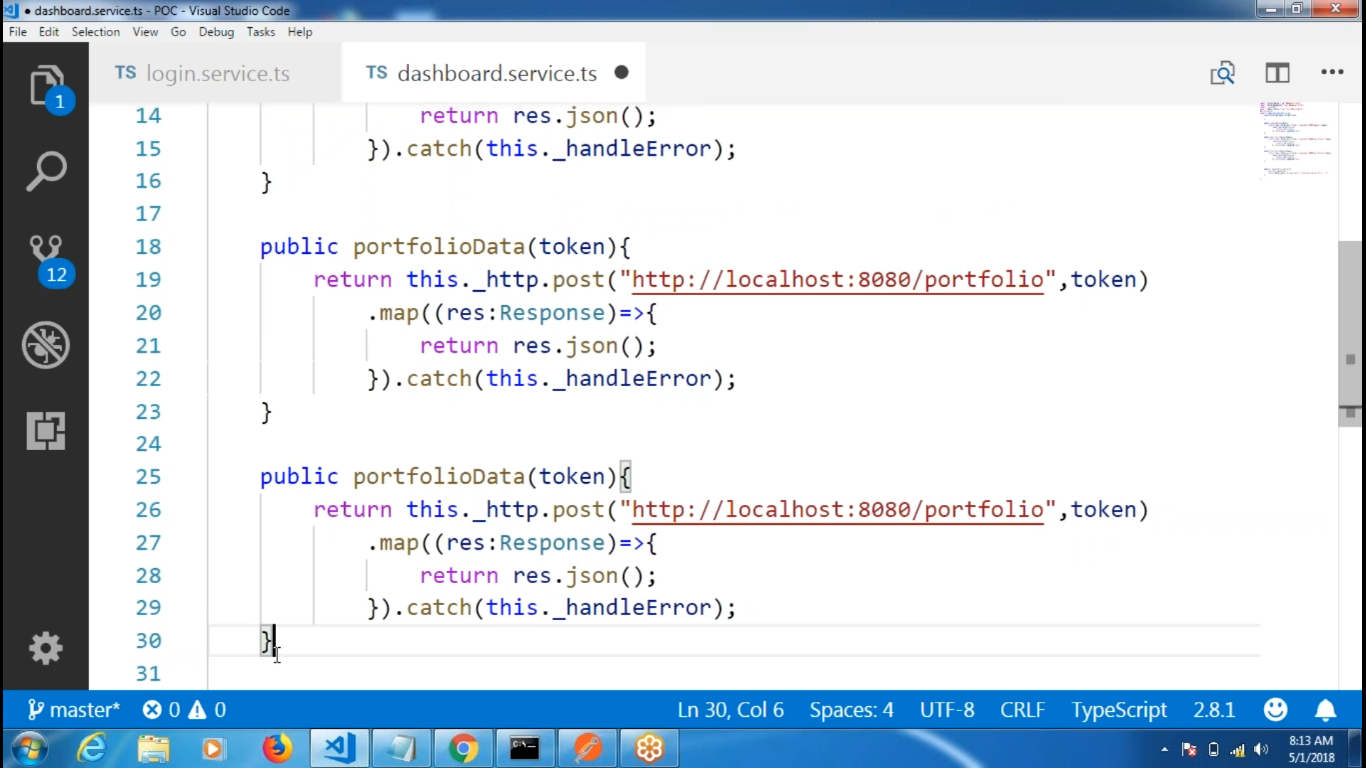 dashboard.service.ts - POC - Visual Studio Code
File Edit Selection View Go Debug Tasks Help
TS login.service.ts TS dashboard.service.ts
1
12
14 return res.json();
15 }).catch(this._handleError);
16 }
17
18 public portfolioData(token){
19 return this._http.post("http://localhost:8080/portfolio",token)
20 .map((res:Response)=>{
21 return res.json();
22 }).catch(this._handleError);
23 }
24
25 public portfolioData(token){
26 return this._http.post("http://localhost:8080/portfolio",token)
27 .map((res:Response)=>{
28 return res.json();
29 }).catch(this._handleError);
30 }
31
master* 0 0 Ln 30, Col 6 Spaces: 4 UTF-8 CRLF TypeScript 2.8.1
8:13 AM
5/1/2018